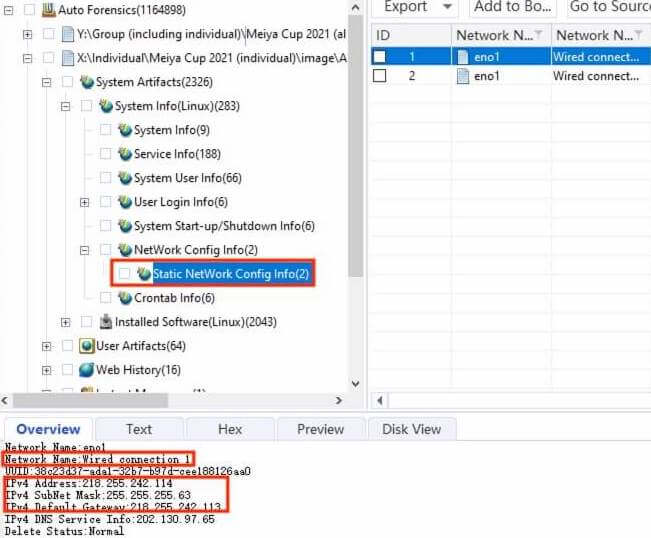 Auto Forensics(1164898)
Y:\Group (including individual)\Meiya Cup 2021 (al
X:\Individual\Meiya Cup 2021 (individual)\image\A
System Artifacts(2326)
System Info(Linux)(283)
System Info(9)
Service Info(188)
System User Info(66)
User Login Info(6)
System Start-up/Shutdown Info(6)
NetWork Config Info(2)
Static NetWork Config Info(2)
Crontab Info(6)
Installed Software(Linux)(2043)
User Artifacts(64)
Web History(16)
Export Add to Bo... Go to Source
ID Network N... Network N...
1 eno1 Wired connect...
2 eno1 Wired connect...
Overview Text Hex Preview Disk View
Network Name:eno1
Network Name:Wired connection 1
UUID:38c23d37-ada1-32b7-b97d-cee188126aa0
IPv4 Address:218.255.242.114
IPv4 SubNet Mask:255.255.255.63
IPv4 Default Gateway:218.255.242.113
IPv4 DNS Service Info:202.130.97.65
Delete Status:Normal